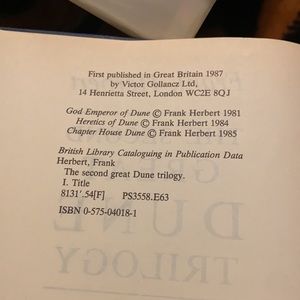 First published in Great Britain 1987
by Victor Gollancz Ltd,
14 Henrietta Street, London WC2E 8QJ
God Emperor of Dune © Frank Herbert 1981
Heretics of Dune © Frank Herbert 1984
Chapter House Dune © Frank Herbert 1985
British Library Cataloguing in Publication Data
Herbert, Frank
The second great Dune trilogy.
I. Title
8131'.54[F] PS3558.E63
ISBN 0-575-04018-1
DUNE
TRILOGY